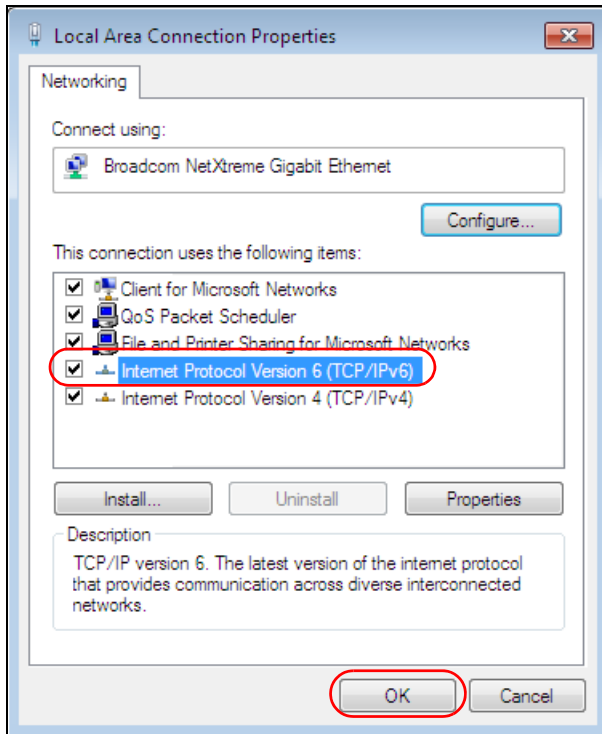 Local Area Connection Properties
Networking
Connect using:
Broadcom NetXtreme Gigabit Ethernet
Configure...
This connection uses the following items:
Client for Microsoft Networks
QoS Packet Scheduler
File and Printer Sharing for Microsoft Networks
Internet Protocol Version 6 (TCP/IPv6)
Internet Protocol Version 4 (TCP/IPv4)
Install...
Uninstall
Properties
Description
TCP/IP version 6. The latest version of the internet protocol
that provides communication across diverse interconnected
networks.
OK
Cancel